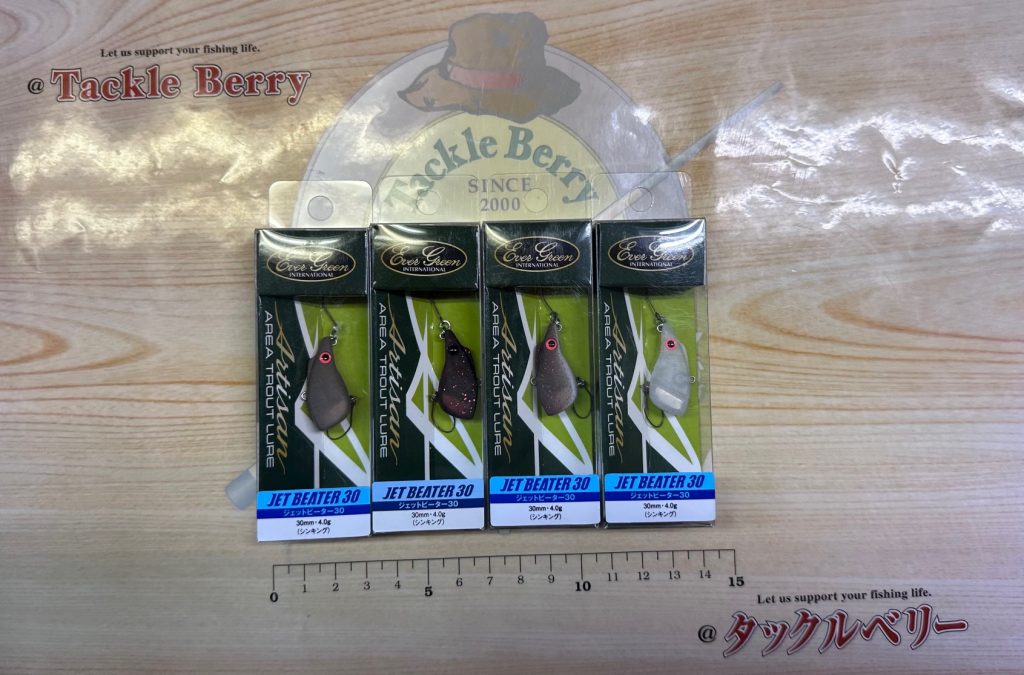 Let us support your fishing life.
@ Tackle Berry
Tackle Berry
SINCE
2000
Ever Green
INTERNATIONAL
Artisan
AREA TROUT LURE
JET BEATER 30
ジェットビーター30
30mm・4.0g
(シンキング)
Ever Green
INTERNATIONAL
Artisan
AREA TROUT LURE
JET BEATER 30
ジェットビーター30
30mm・4.0g
(シンキング)
Ever Green
INTERNATIONAL
Artisan
AREA TROUT LURE
JET BEATER 30
ジェットビーター30
30mm・4.0g
(シンキング)
Ever Green
INTERNATIONAL
Artisan
AREA TROUT LURE
JET BEATER 30
ジェットビーター30
30mm・4.0g
(シンキング)
0 1 2 3 4 5 6 7 8 9 10 11 12 13 14 15
Let us support your fishing life.
@ タックルベリー